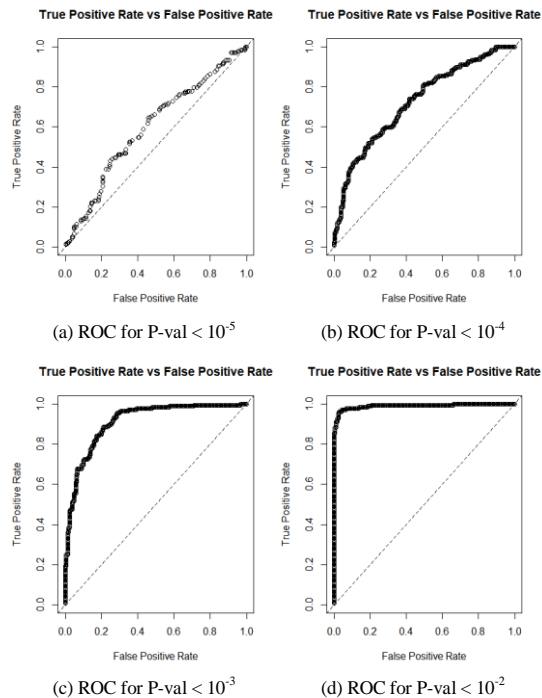 True Positive Rate vs False Positive Rate
True Positive Rate
0.0 0.2 0.4 0.6 0.8 1.0
0.0 0.2 0.4 0.6 0.8 1.0
False Positive Rate
(a) ROC for P-val < 10⁻⁵
True Positive Rate vs False Positive Rate
True Positive Rate
0.0 0.2 0.4 0.6 0.8 1.0
0.0 0.2 0.4 0.6 0.8 1.0
False Positive Rate
(b) ROC for P-val < 10⁻⁴
True Positive Rate vs False Positive Rate
True Positive Rate
0.0 0.2 0.4 0.6 0.8 1.0
0.0 0.2 0.4 0.6 0.8 1.0
False Positive Rate
(c) ROC for P-val < 10⁻³
True Positive Rate vs False Positive Rate
True Positive Rate
0.0 0.2 0.4 0.6 0.8 1.0
0.0 0.2 0.4 0.6 0.8 1.0
False Positive Rate
(d) ROC for P-val < 10⁻²